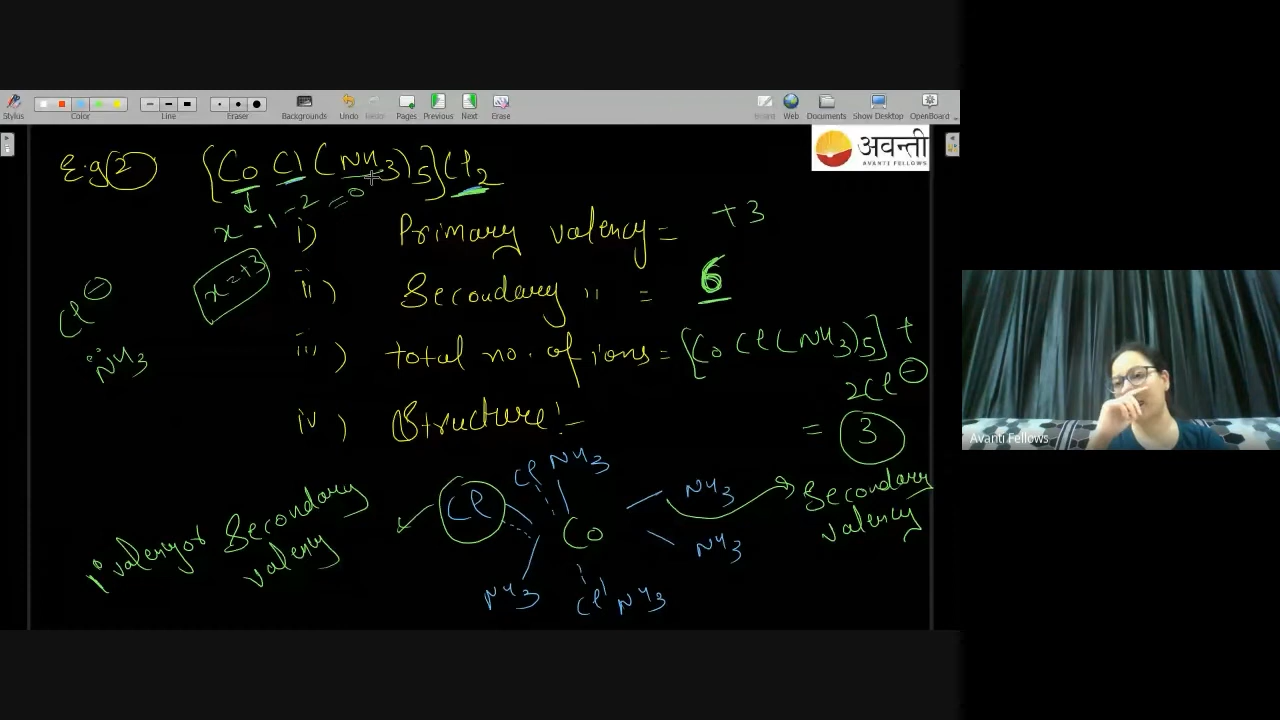 Stylus Color Line Eraser Backgrounds Undo Redo Pages Previous Next Erase Web Documents Show Desktop OpenBoard
अवन्ती
AVANTI FELLOWS
E.g 2 [Co Cl (NH3)5]Cl2
x - 1 - 2 = 0
x = +3
i) Primary valency = +3
ii) Secondary " = 6
Cl⊖
N̈H3
iii) total no. of ions = [Co Cl (NH3)5] +
2Cl⊖
= 3
iv) Structure:-
Cl NH3
Cl Co NH3
NH3
NH3 Cl NH3
1° valency of Secondary
valency
Secondary
valency
Avanti Fellows